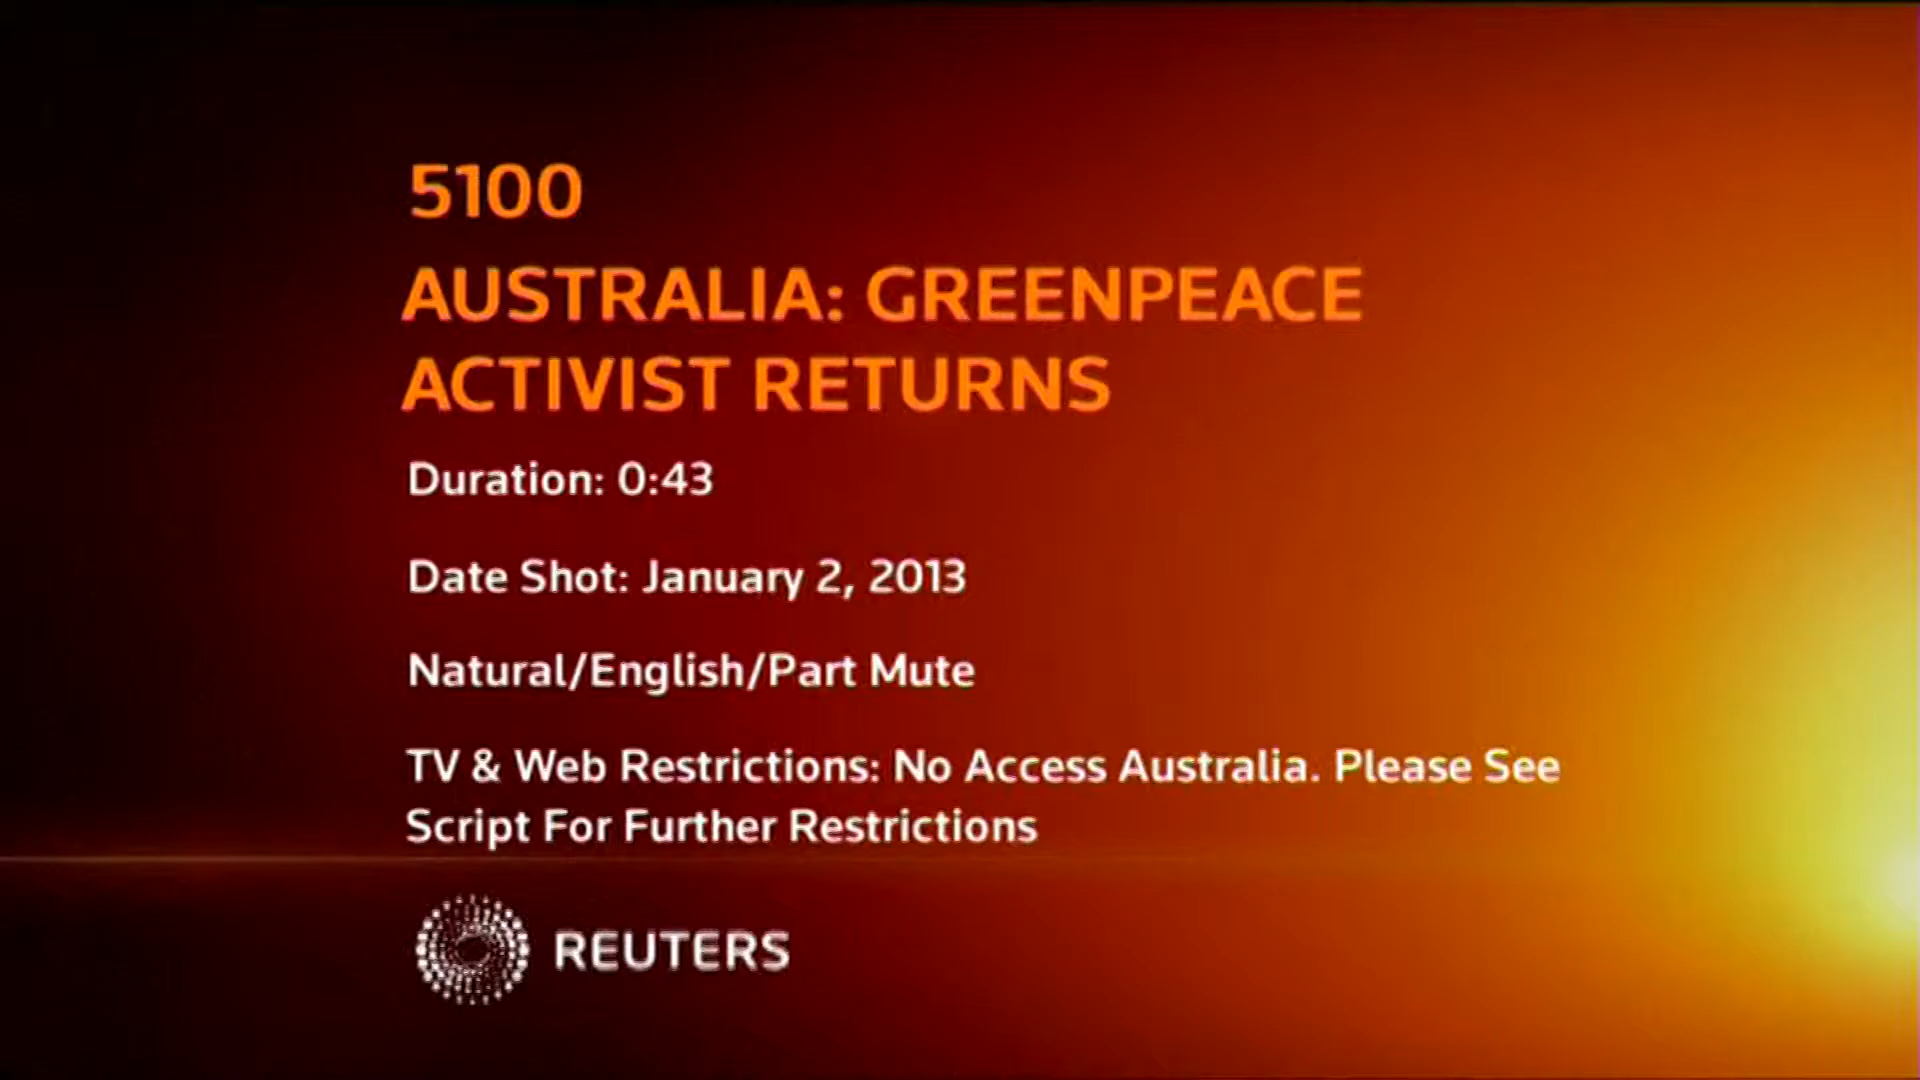 5100
AUSTRALIA: GREENPEACE
ACTIVIST RETURNS
Duration: 0:43
Date Shot: January 2, 2013
Natural/English/Part Mute
TV & Web Restrictions: No Access Australia. Please See
Script For Further Restrictions
REUTERS